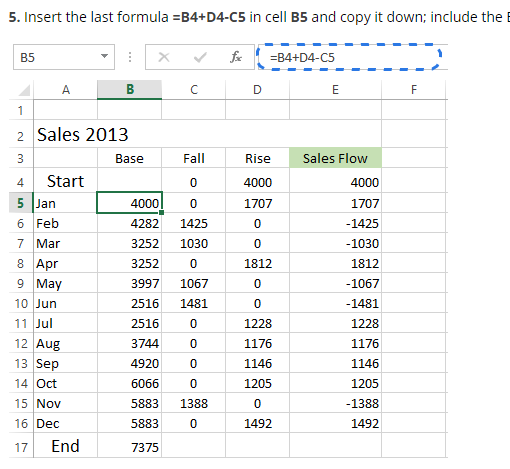 5. Insert the last formula =B4+D4-C5 in cell B5 and copy it down; include the
B5 fx =B4+D4-C5
A B C D E F
1
2 Sales 2013
3 Base Fall Rise Sales Flow
4 Start 0 4000 4000
5 Jan 4000 0 1707 1707
6 Feb 4282 1425 0 -1425
7 Mar 3252 1030 0 -1030
8 Apr 3252 0 1812 1812
9 May 3997 1067 0 -1067
10 Jun 2516 1481 0 -1481
11 Jul 2516 0 1228 1228
12 Aug 3744 0 1176 1176
13 Sep 4920 0 1146 1146
14 Oct 6066 0 1205 1205
15 Nov 5883 1388 0 -1388
16 Dec 5883 0 1492 1492
17 End 7375